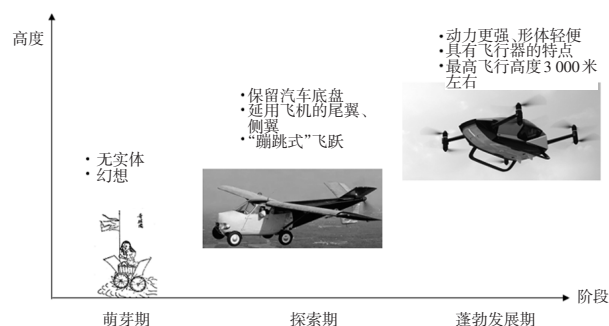 高度
·动力更强、形体轻便
·具有飞行器的特点
·最高飞行高度3 000米
左右
·保留汽车底盘
·延用飞机的尾翼、
侧翼
·“蹦跳式”飞跃
·无实体
·幻想
阶段
萌芽期
探索期
蓬勃发展期